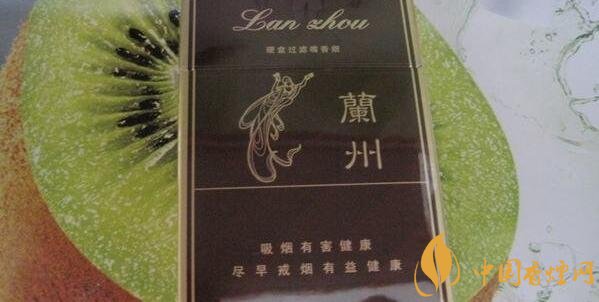 Lan zhou
硬盒过滤嘴香烟
蘭州
吸烟有害健康
尽早戒烟有益健康
中国香烟网